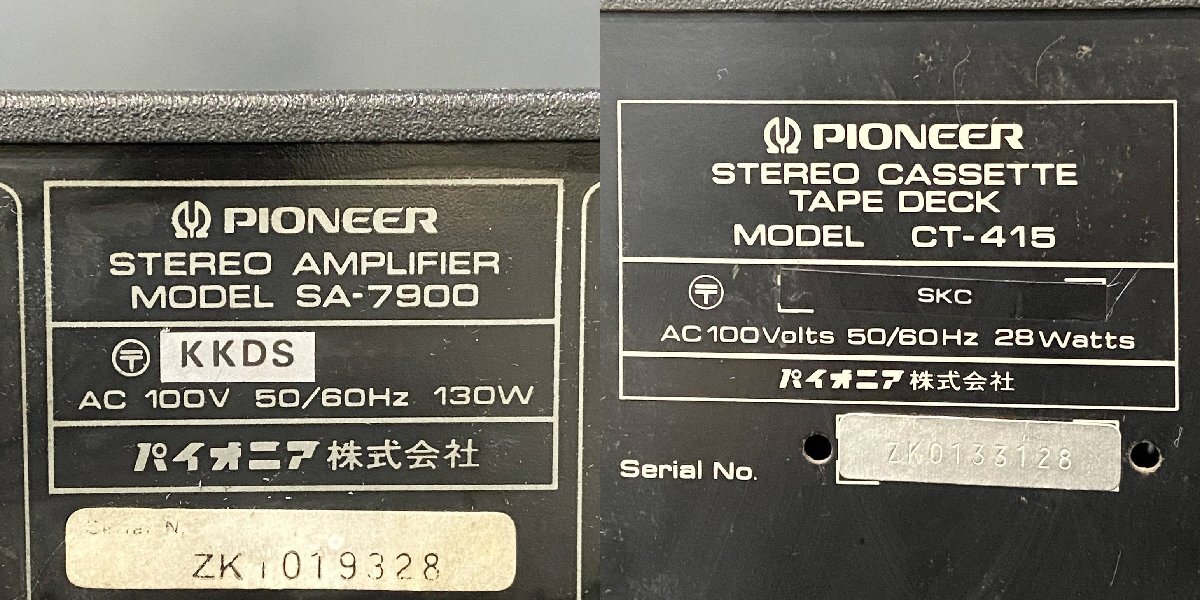 PIONEER
STEREO AMPLIFIER
MODEL SA-7900
〒 KKDS
AC 100V 50/60Hz 130W
パイオニア株式会社
Serial N
PIONEER
STEREO CASSETTE
TAPE DECK
MODEL CT-415
〒 SKC
AC 100Volts 50/60Hz 28Watts
パイオニア株式会社
Serial No. ZK0133128